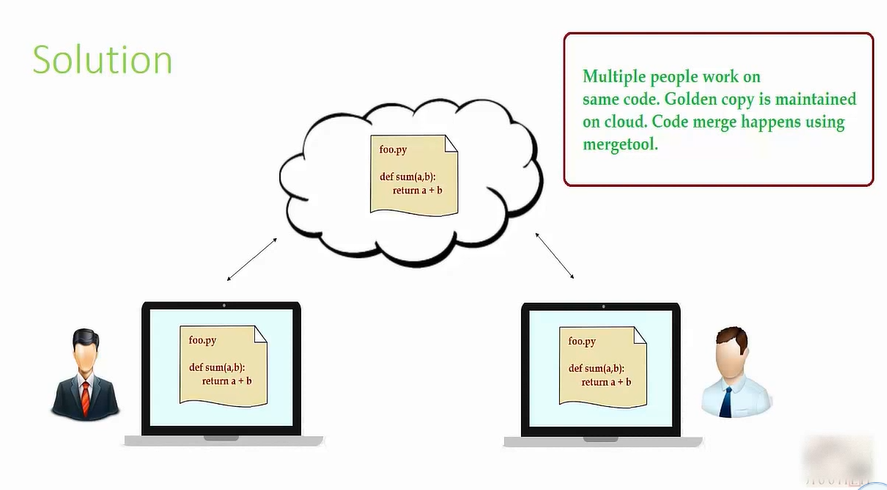 Solution
Multiple people work on
same code. Golden copy is maintained
on cloud. Code merge happens using
mergetool.
foo.py
def sum(a,b):
return a + b
foo.py
def sum(a,b):
return a + b
foo.py
def sum(a,b):
return a + b